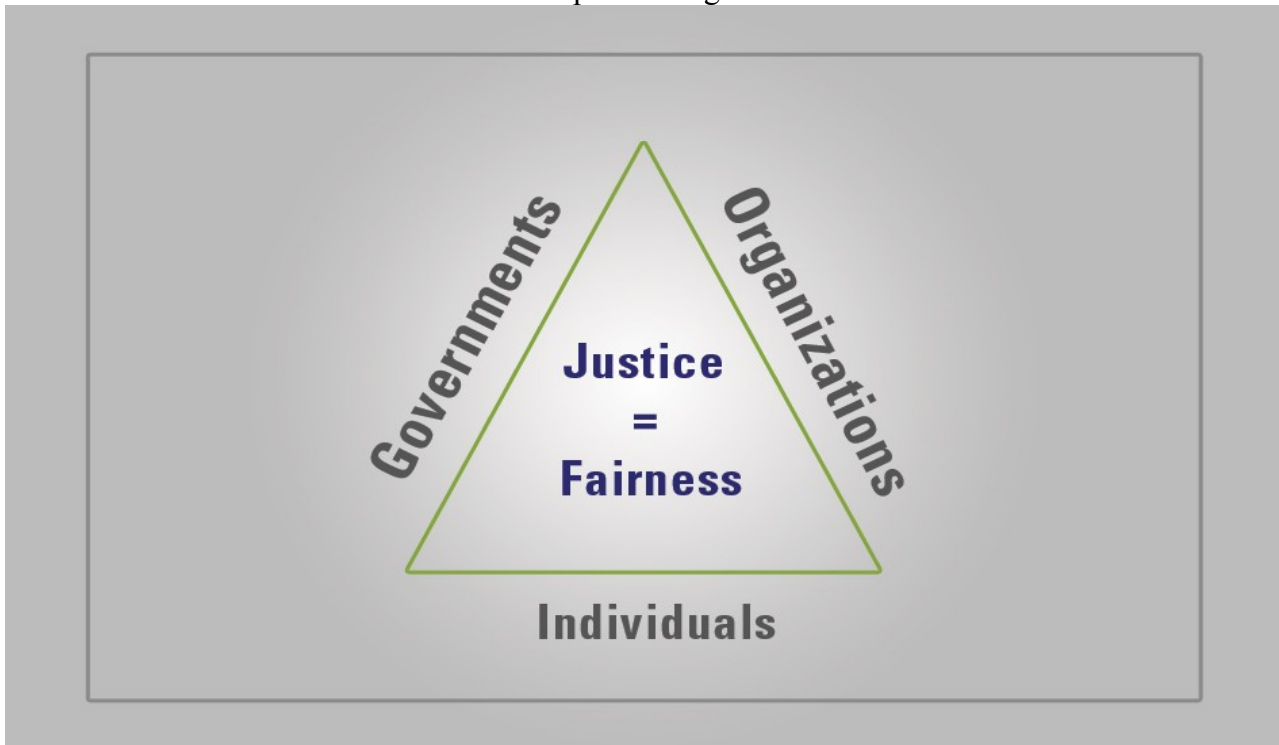 Governments
Organizations
Justice
=
Fairness
Individuals